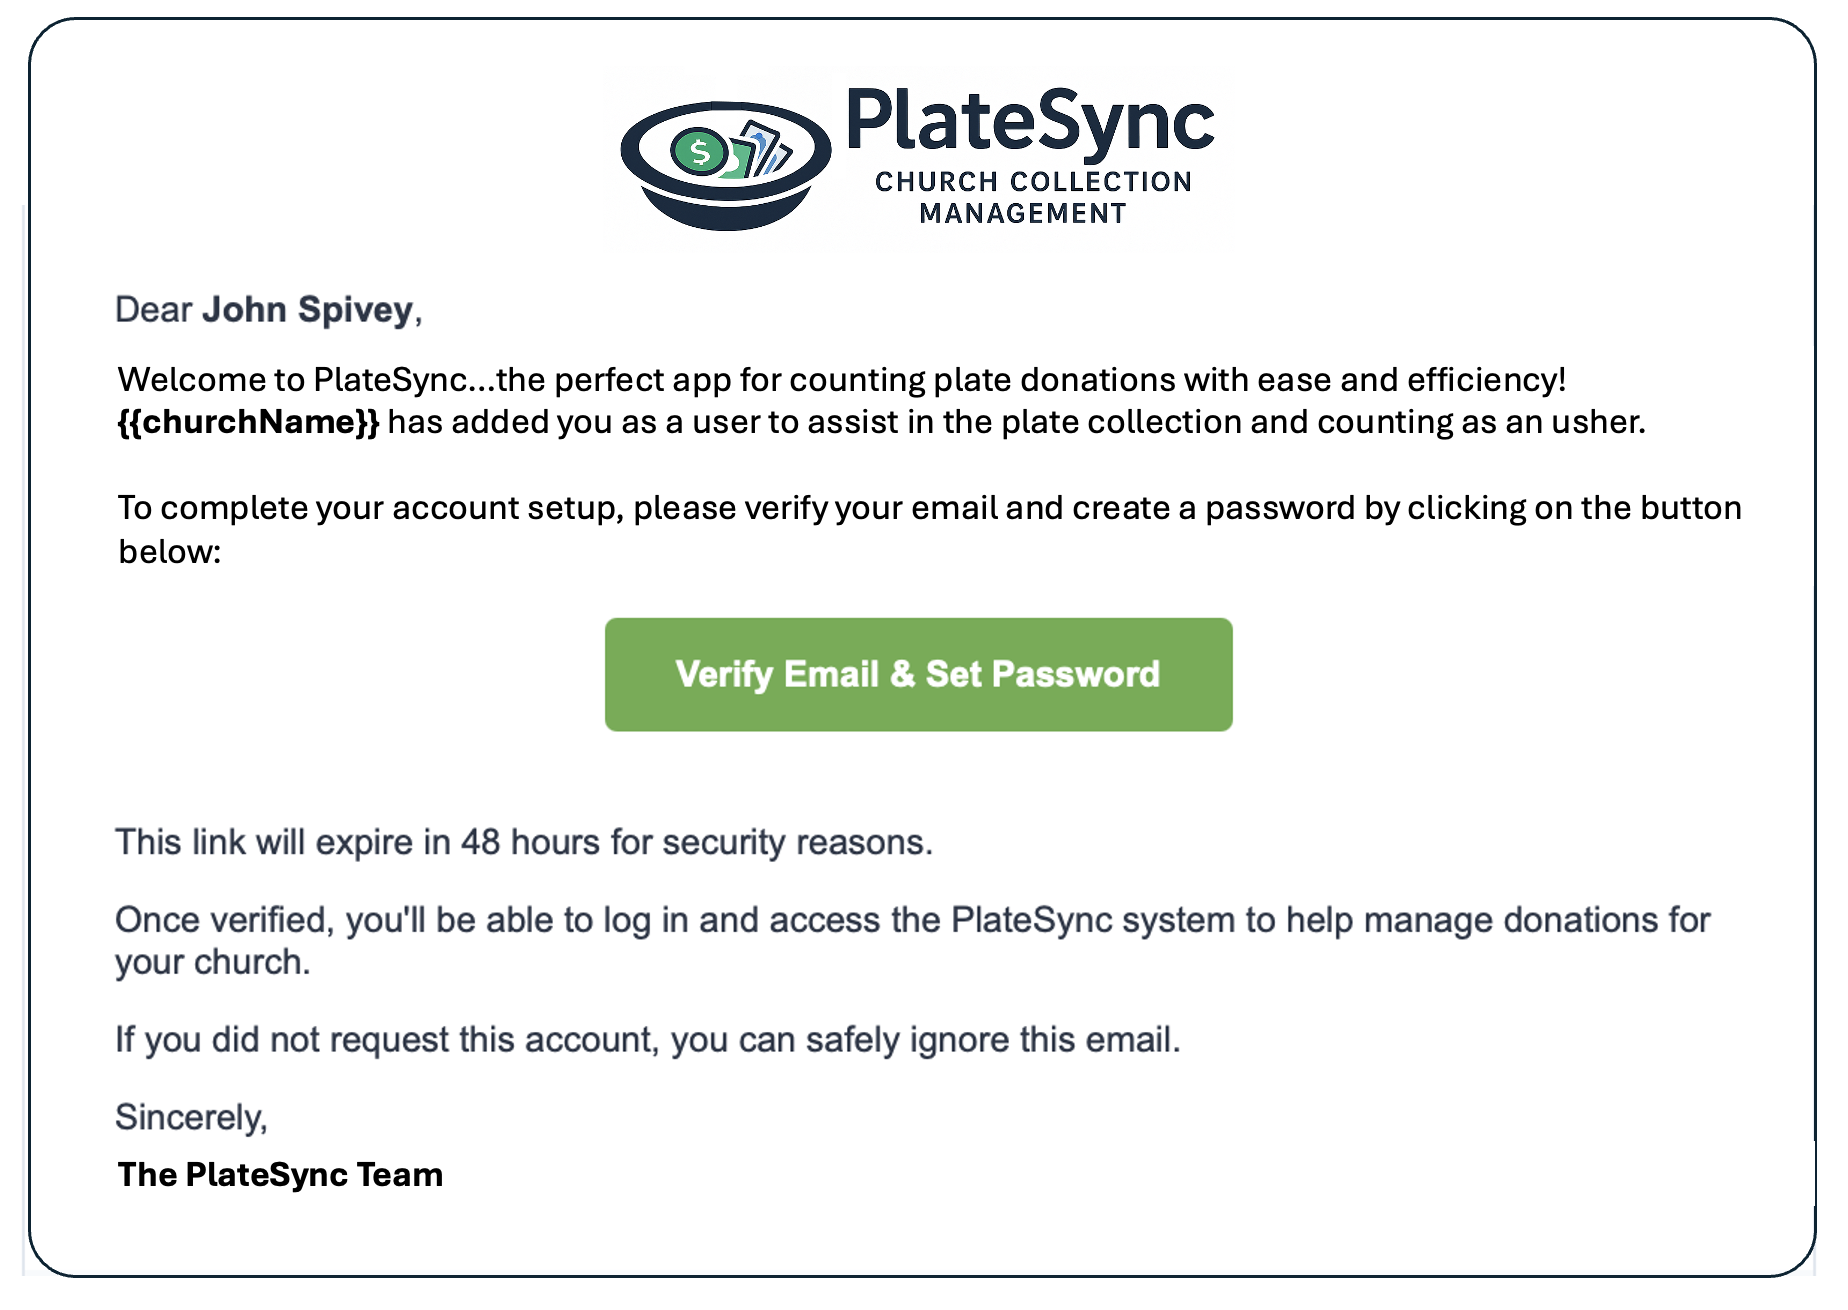 $
PlateSync
CHURCH COLLECTION
MANAGEMENT
Dear John Spivey,
Welcome to PlateSync...the perfect app for counting plate donations with ease and efficiency!
{{churchName}} has added you as a user to assist in the plate collection and counting as an usher.
To complete your account setup, please verify your email and create a password by clicking on the button
below:
Verify Email & Set Password
This link will expire in 48 hours for security reasons.
Once verified, you'll be able to log in and access the PlateSync system to help manage donations for
your church.
If you did not request this account, you can safely ignore this email.
Sincerely,
The PlateSync Team